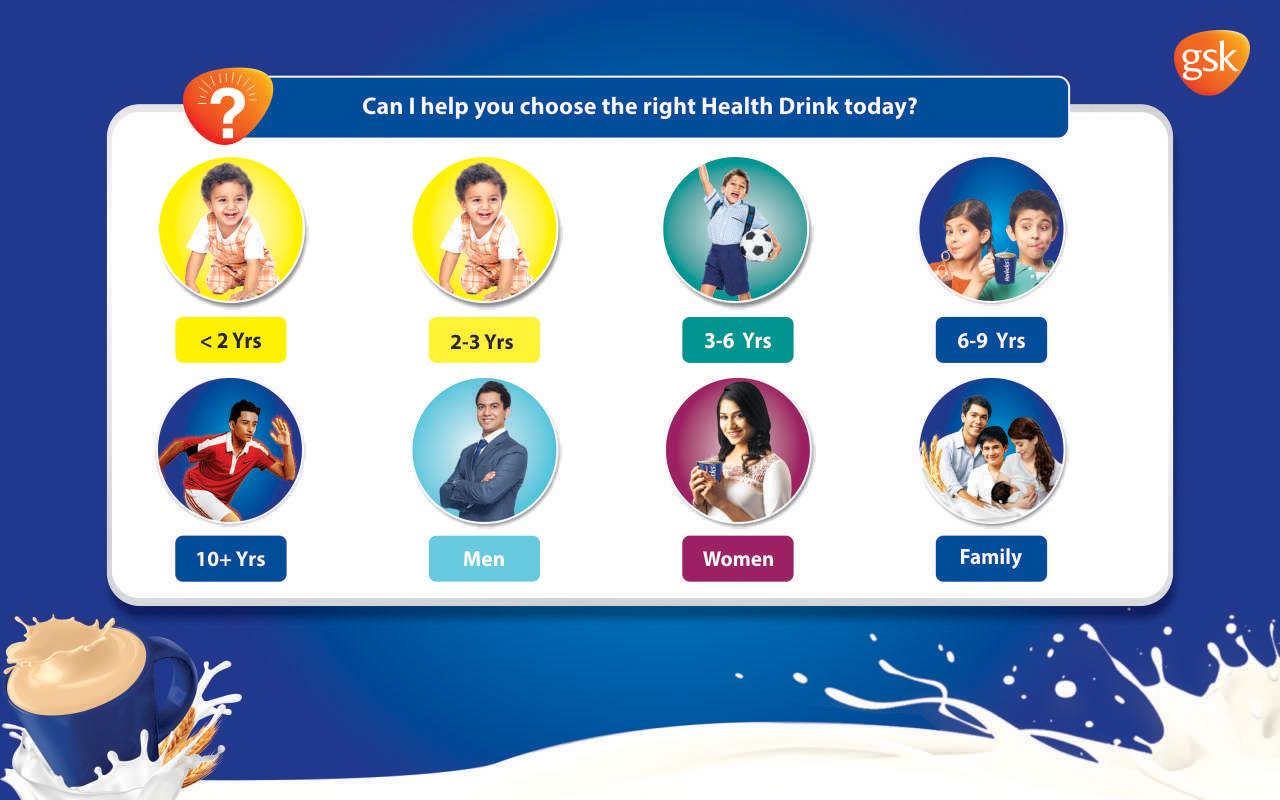 gsk
?
Can I help you choose the right Health Drink today?
< 2 Yrs
2-3 Yrs
3-6 Yrs
6-9 Yrs
10+ Yrs
Men
Women
Family